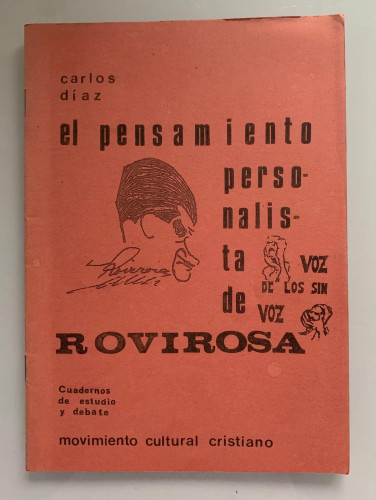 carlos
díaz
el pensamiento
perso-
nalis-
ta
de
Rovirosa
VOZ
DE LOS SIN
VOZ
ROVIROSA
Cuadernos
de estudio
y debate
movimiento cultural cristiano